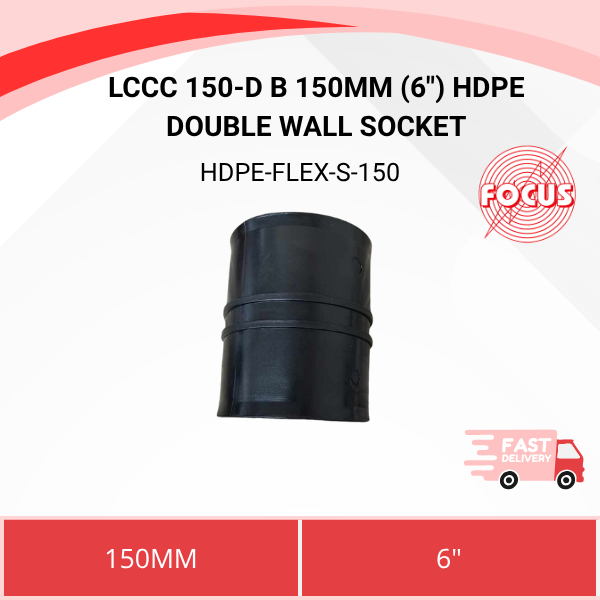 LCCC 150-D B 150MM (6") HDPE
DOUBLE WALL SOCKET
HDPE-FLEX-S-150
FOCUS
FAST
DELIVERY
150MM
6"